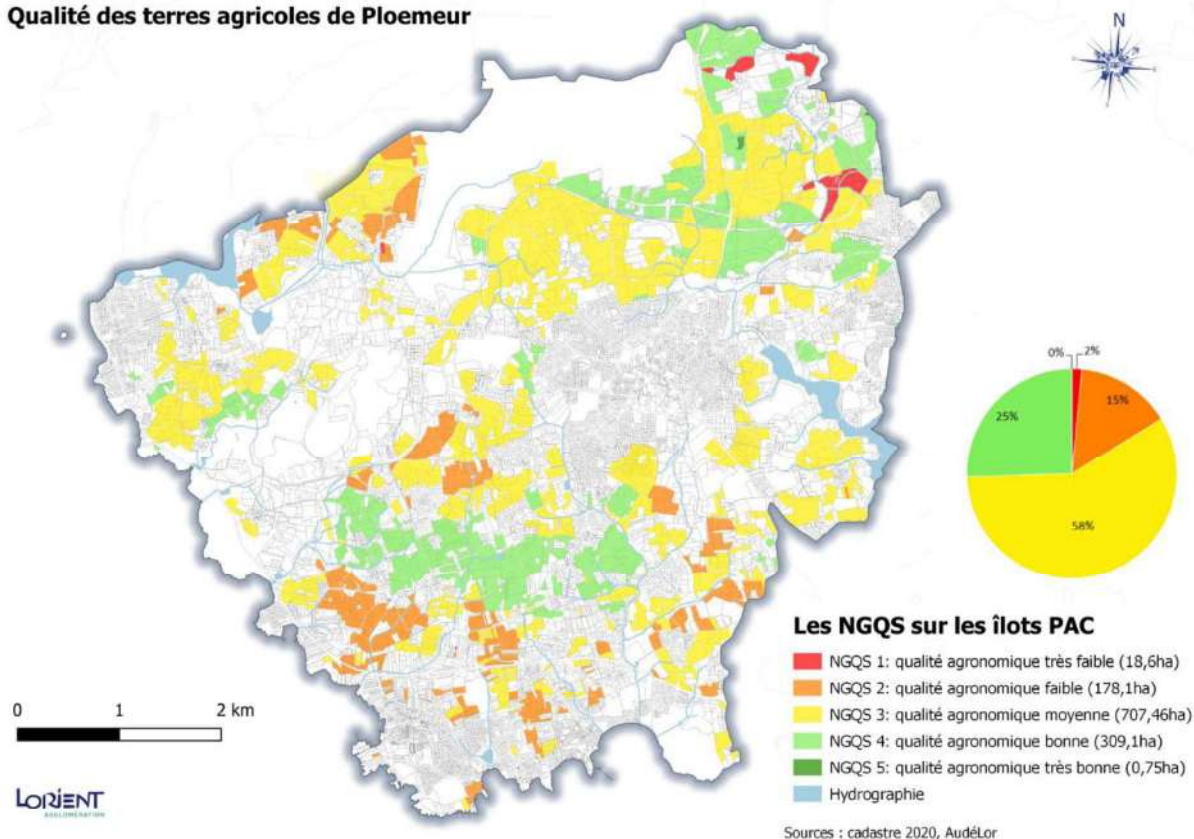 Qualité des terres agricoles de Ploemeur
N
0% 2%
15%
25%
58%
Les NGQS sur les îlots PAC
NGQS 1: qualité agronomique très faible (18,6ha)
NGQS 2: qualité agronomique faible (178,1ha)
NGQS 3: qualité agronomique moyenne (707,46ha)
NGQS 4: qualité agronomique bonne (309,1ha)
NGQS 5: qualité agronomique très bonne (0,75ha)
Hydrographie
0 1 2 km
LORIENT
AGGLOMÉRATION
Sources : cadastre 2020, AudéLor